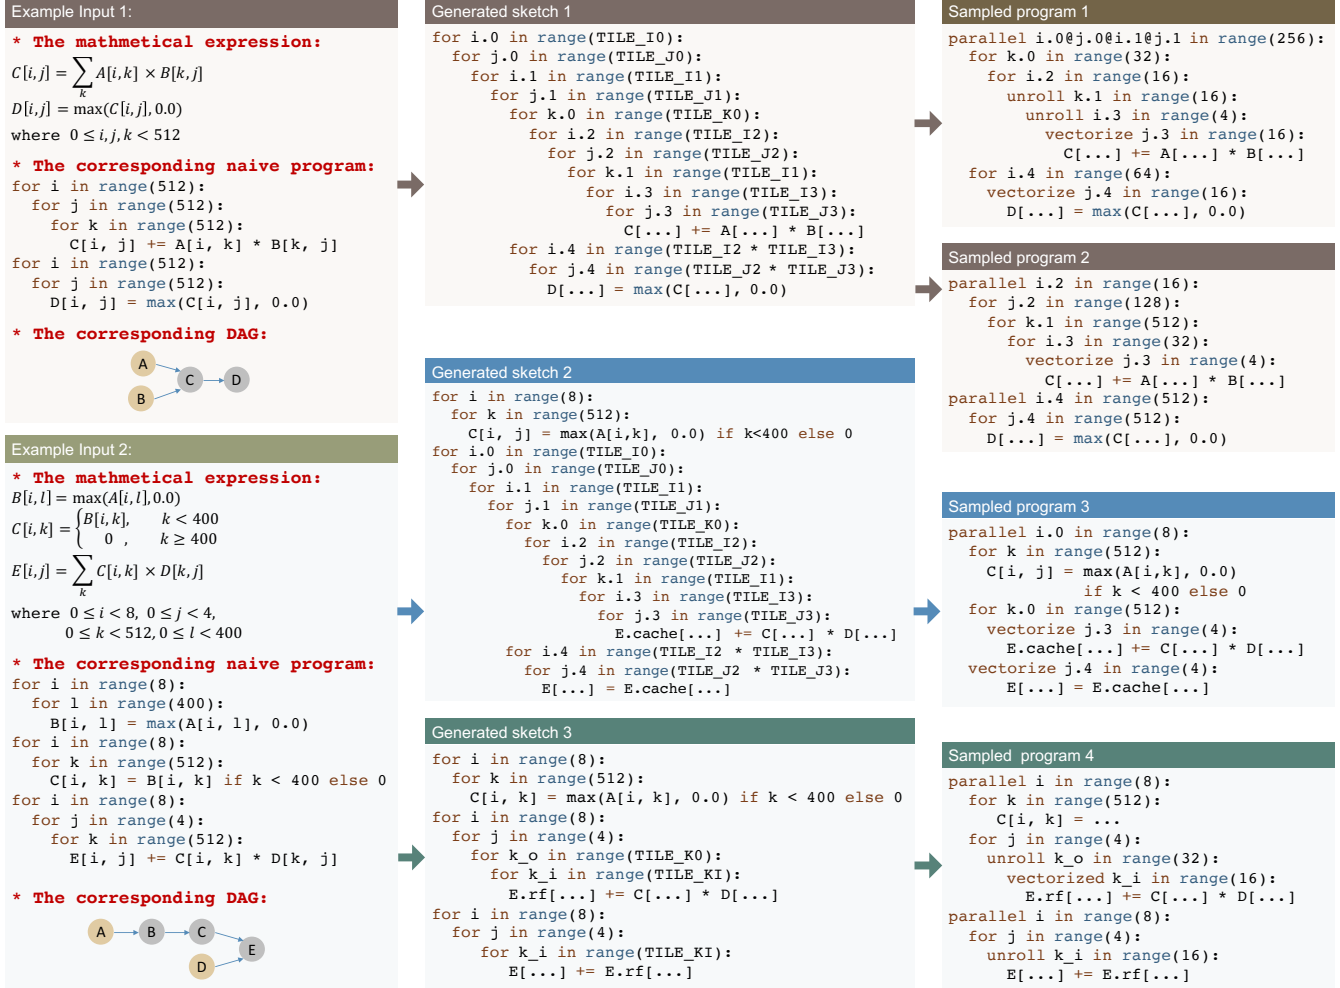 Example Input 1:
* The mathmetical expression:
C[i,j] = ∑ A[i,k] × B[k,j]
k
D[i,j] = max(C[i,j], 0.0)
where 0 ≤ i,j,k < 512
* The corresponding naive program:
for i in range(512):
  for j in range(512):
    for k in range(512):
      C[i, j] += A[i, k] * B[k, j]
for i in range(512):
  for j in range(512):
    D[i, j] = max(C[i, j], 0.0)
* The corresponding DAG:
A
B
C
D
Example Input 2:
* The mathmetical expression:
B[i,l] = max(A[i,l],0.0)
C[i,k] = { B[i,k],   k < 400
0 ,   k ≥ 400
E[i,j] = ∑ C[i,k] × D[k,j]
k
where 0 ≤ i < 8, 0 ≤ j < 4,
0 ≤ k < 512, 0 ≤ l < 400
* The corresponding naive program:
for i in range(8):
  for l in range(400):
    B[i, l] = max(A[i, l], 0.0)
for i in range(8):
  for k in range(512):
    C[i, k] = B[i, k] if k < 400 else 0
for i in range(8):
  for j in range(4):
    for k in range(512):
      E[i, j] += C[i, k] * D[k, j]
* The corresponding DAG:
A
B
C
D
E
Generated sketch 1
for i.0 in range(TILE_I0):
  for j.0 in range(TILE_J0):
    for i.1 in range(TILE_I1):
      for j.1 in range(TILE_J1):
        for k.0 in range(TILE_K0):
          for i.2 in range(TILE_I2):
            for j.2 in range(TILE_J2):
              for k.1 in range(TILE_I1):
                for i.3 in range(TILE_I3):
                  for j.3 in range(TILE_J3):
                    C[...] += A[...] * B[...]
        for i.4 in range(TILE_I2 * TILE_I3):
          for j.4 in range(TILE_J2 * TILE_J3):
            D[...] = max(C[...], 0.0)
Generated sketch 2
for i in range(8):
  for k in range(512):
    C[i, j] = max(A[i,k], 0.0) if k<400 else 0
for i.0 in range(TILE_I0):
  for j.0 in range(TILE_J0):
    for i.1 in range(TILE_I1):
      for j.1 in range(TILE_J1):
        for k.0 in range(TILE_K0):
          for i.2 in range(TILE_I2):
            for j.2 in range(TILE_J2):
              for k.1 in range(TILE_I1):
                for i.3 in range(TILE_I3):
                  for j.3 in range(TILE_J3):
                    E.cache[...] += C[...] * D[...]
        for i.4 in range(TILE_I2 * TILE_I3):
          for j.4 in range(TILE_J2 * TILE_J3):
            E[...] = E.cache[...]
Generated sketch 3
for i in range(8):
  for k in range(512):
    C[i, k] = max(A[i, k], 0.0) if k < 400 else 0
for i in range(8):
  for j in range(4):
    for k_o in range(TILE_K0):
      for k_i in range(TILE_KI):
        E.rf[...] += C[...] * D[...]
for i in range(8):
  for j in range(4):
    for k_i in range(TILE_KI):
      E[...] += E.rf[...]
Sampled program 1
parallel i.0@j.0@i.1@j.1 in range(256):
  for k.0 in range(32):
    for i.2 in range(16):
      unroll k.1 in range(16):
        unroll i.3 in range(4):
          vectorize j.3 in range(16):
            C[...] += A[...] * B[...]
  for i.4 in range(64):
    vectorize j.4 in range(16):
      D[...] = max(C[...], 0.0)
Sampled program 2
parallel i.2 in range(16):
  for j.2 in range(128):
    for k.1 in range(512):
      for i.3 in range(32):
        vectorize j.3 in range(4):
          C[...] += A[...] * B[...]
parallel i.4 in range(512):
  for j.4 in range(512):
    D[...] = max(C[...], 0.0)
Sampled program 3
parallel i.0 in range(8):
  for k in range(512):
    C[i, j] = max(A[i,k], 0.0)
              if k < 400 else 0
  for k.0 in range(512):
    vectorize j.3 in range(4):
      E.cache[...] += C[...] * D[...]
  vectorize j.4 in range(4):
      E[...] = E.cache[...]
Sampled  program 4
parallel i in range(8):
  for k in range(512):
     C[i, k] = ...
  for j in range(4):
    unroll k_o in range(32):
      vectorized k_i in range(16):
        E.rf[...] += C[...] * D[...]
parallel i in range(8):
  for j in range(4):
    unroll k_i in range(16):
      E[...] += E.rf[...]